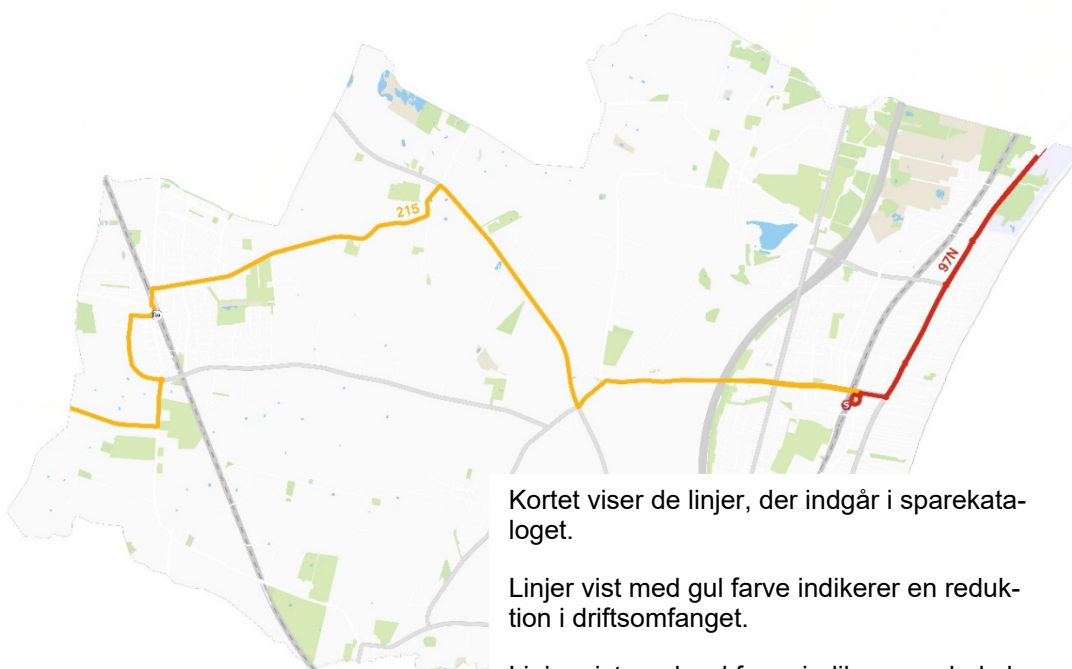 215
97N
S
Kortet viser de linjer, der indgår i sparekata-
loget.
Linjer vist med gul farve indikerer en reduk-
tion i driftsomfanget.